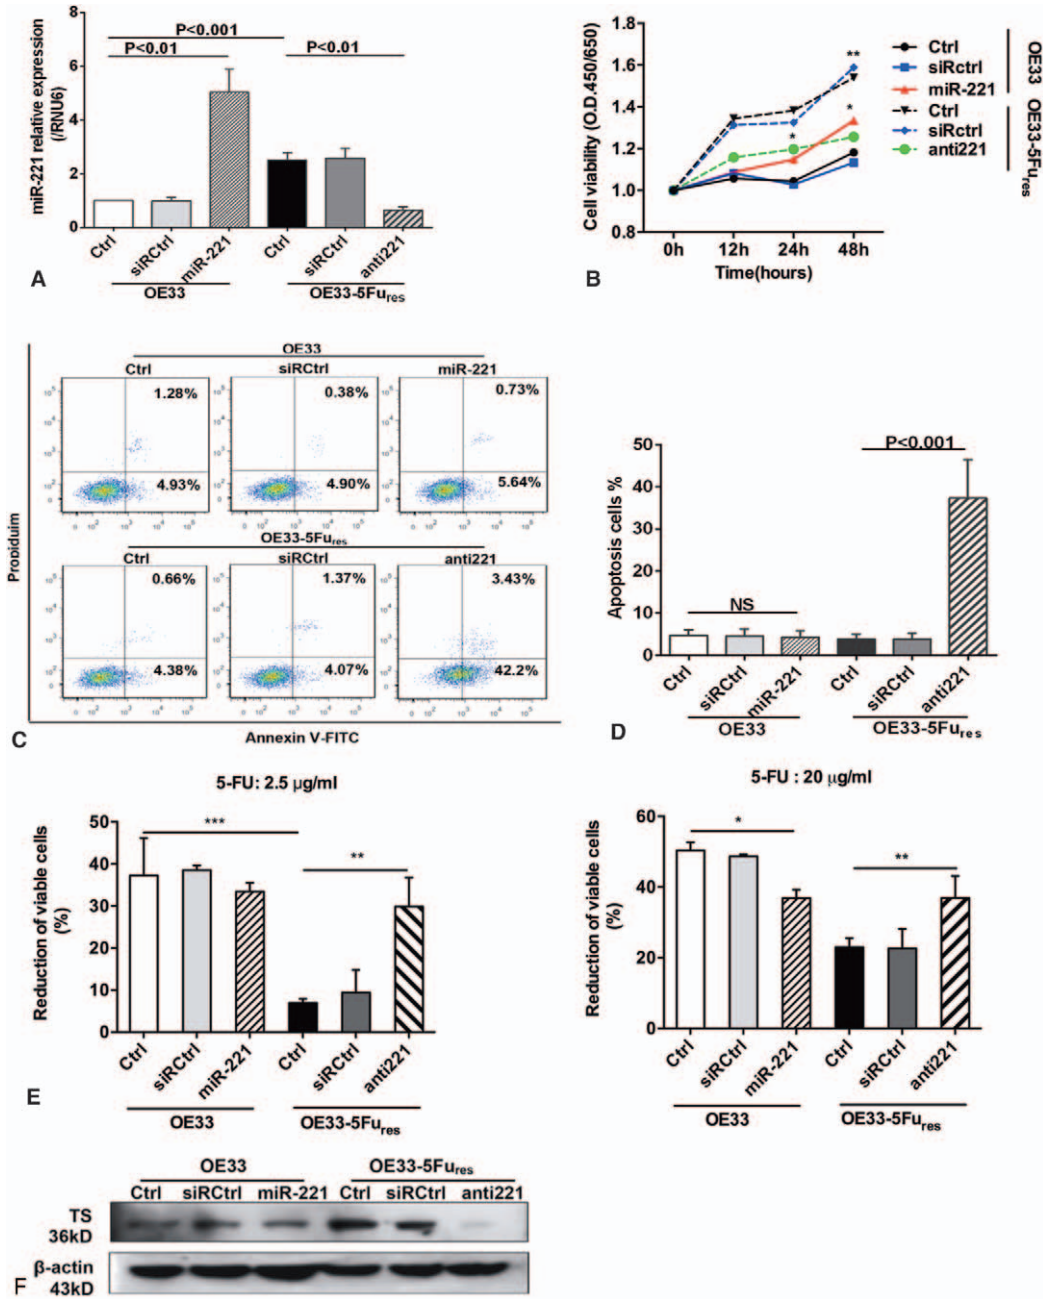 8
6
4
2
0
miR-221 relative expression
(/RNU6)
P<0.001
P<0.01
P<0.01
Ctrl
siRCtrl
miR-221
Ctrl
siRCtrl
anti221
OE33
OE33-5Fures
A
1.8
1.6
1.4
1.2
1.0
0.8
Cell viability (O.D.450/650)
**
*
*
0h
12h
24h
48h
Time(hours)
Ctrl
siRctrl
miR-221
Ctrl
siRctrl
anti221
OE33
OE33-5Fures
B
OE33
Ctrl
siRCtrl
miR-221
1.28%
0.38%
0.73%
4.93%
4.90%
5.64%
OE33-5Fures
Ctrl
siRCtrl
anti221
0.66%
1.37%
3.43%
4.38%
4.07%
42.2%
Propiduim
Annexin V-FITC
C
50
40
30
20
10
0
Apoptosis cells %
NS
P<0.001
Ctrl
siRCtrl
miR-221
Ctrl
siRCtrl
anti221
OE33
OE33-5Fures
D
5-FU: 2.5 μg/ml
50
40
30
20
10
0
Reduction of viable cells
(%)
***
**
Ctrl
siRCtrl
miR-221
Ctrl
siRCtrl
anti221
OE33
OE33-5Fures
E
5-FU : 20 μg/ml
60
40
20
0
Reduction of viable cells
(%)
*
**
Ctrl
siRCtrl
miR-221
Ctrl
siRCtrl
anti221
OE33
OE33-5Fures
OE33
OE33-5Fures
Ctrl siRCtrl miR-221 Ctrl siRCtrl anti221
TS
36kD
β-actin
43kD
F